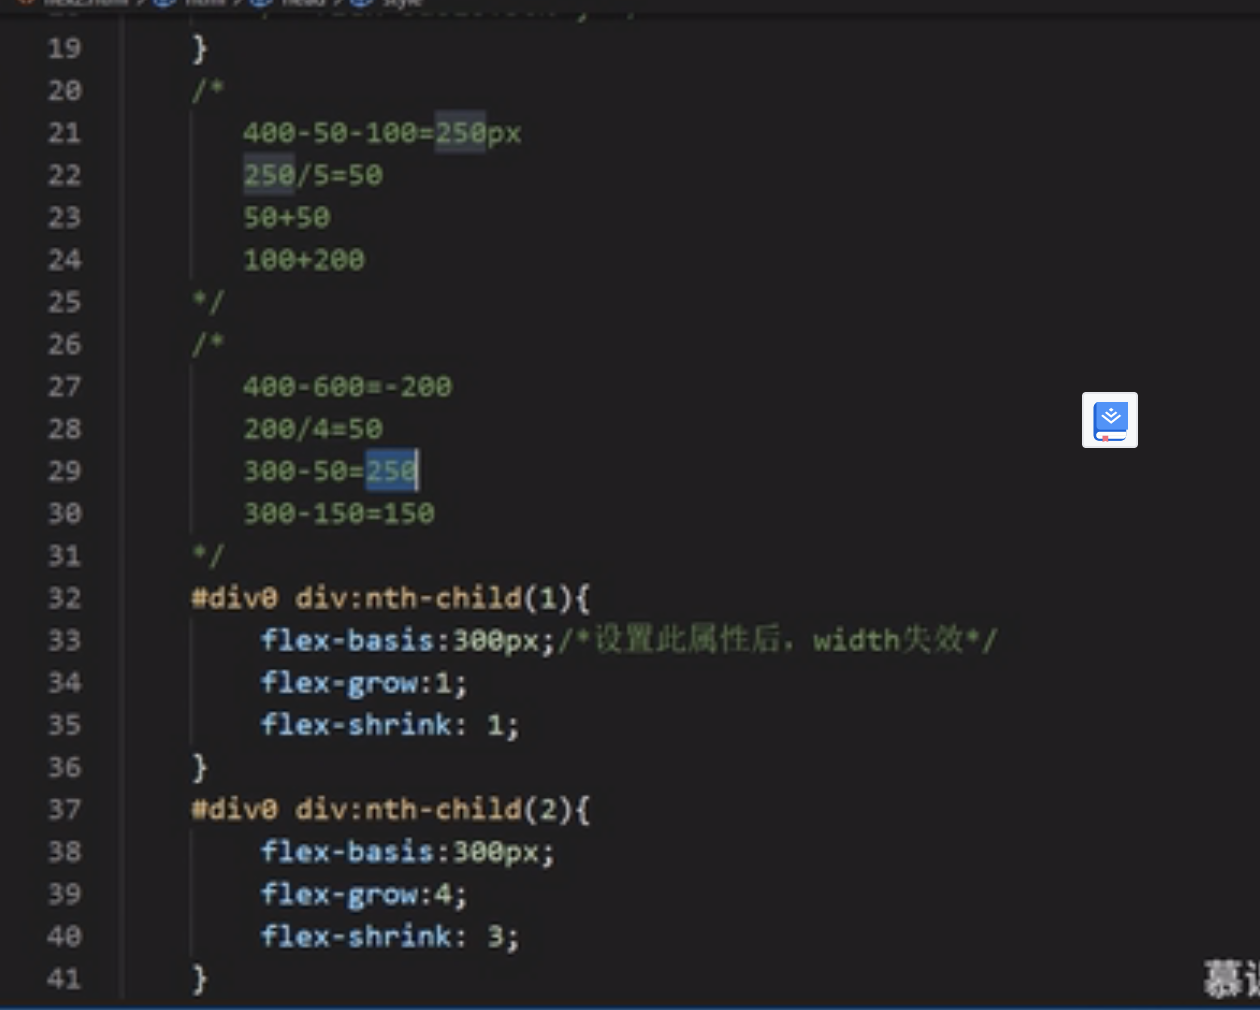 19 }
20 /*
21 400-50-100=250px
22 250/5=50
23 50+50
24 100+200
25 */
26 /*
27 400-600=-200
28 200/4=50
29 300-50=250
30 300-150=150
31 */
32 #div0 div:nth-child(1){
33 flex-basis:300px;/*设置此属性后，width失效*/
34 flex-grow:1;
35 flex-shrink: 1;
36 }
37 #div0 div:nth-child(2){
38 flex-basis:300px;
39 flex-grow:4;
40 flex-shrink: 3;
41 }
慕